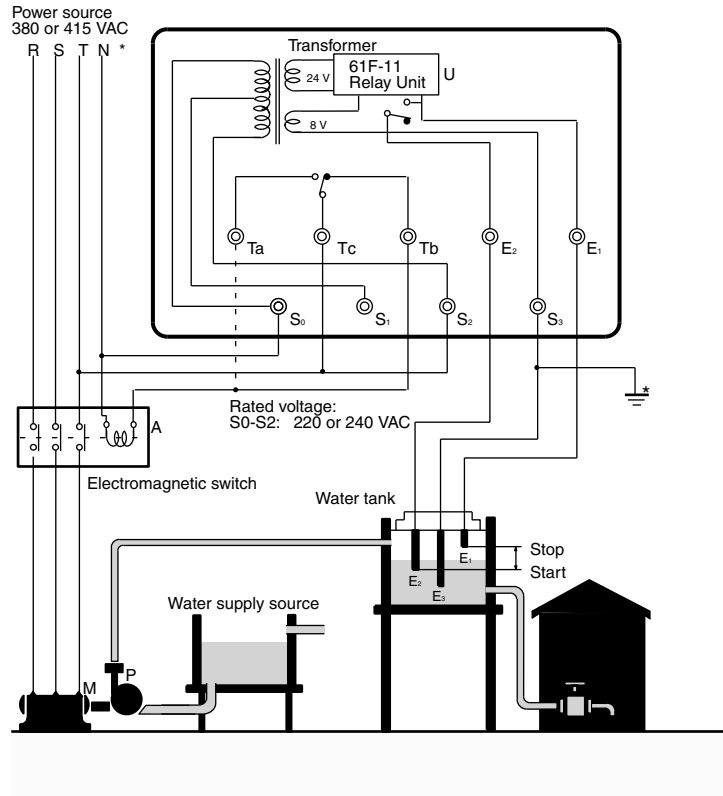 Power source
380 or 415 VAC
R S T N *
Transformer
24 V
61F-11
Relay Unit
U
8 V
Ta
Tc
Tb
E2
E1
S0
S1
S2
S3
*
Rated voltage:
S0-S2: 220 or 240 VAC
A
Electromagnetic switch
Water tank
E1
Stop
E2
Start
E3
Water supply source
P
M